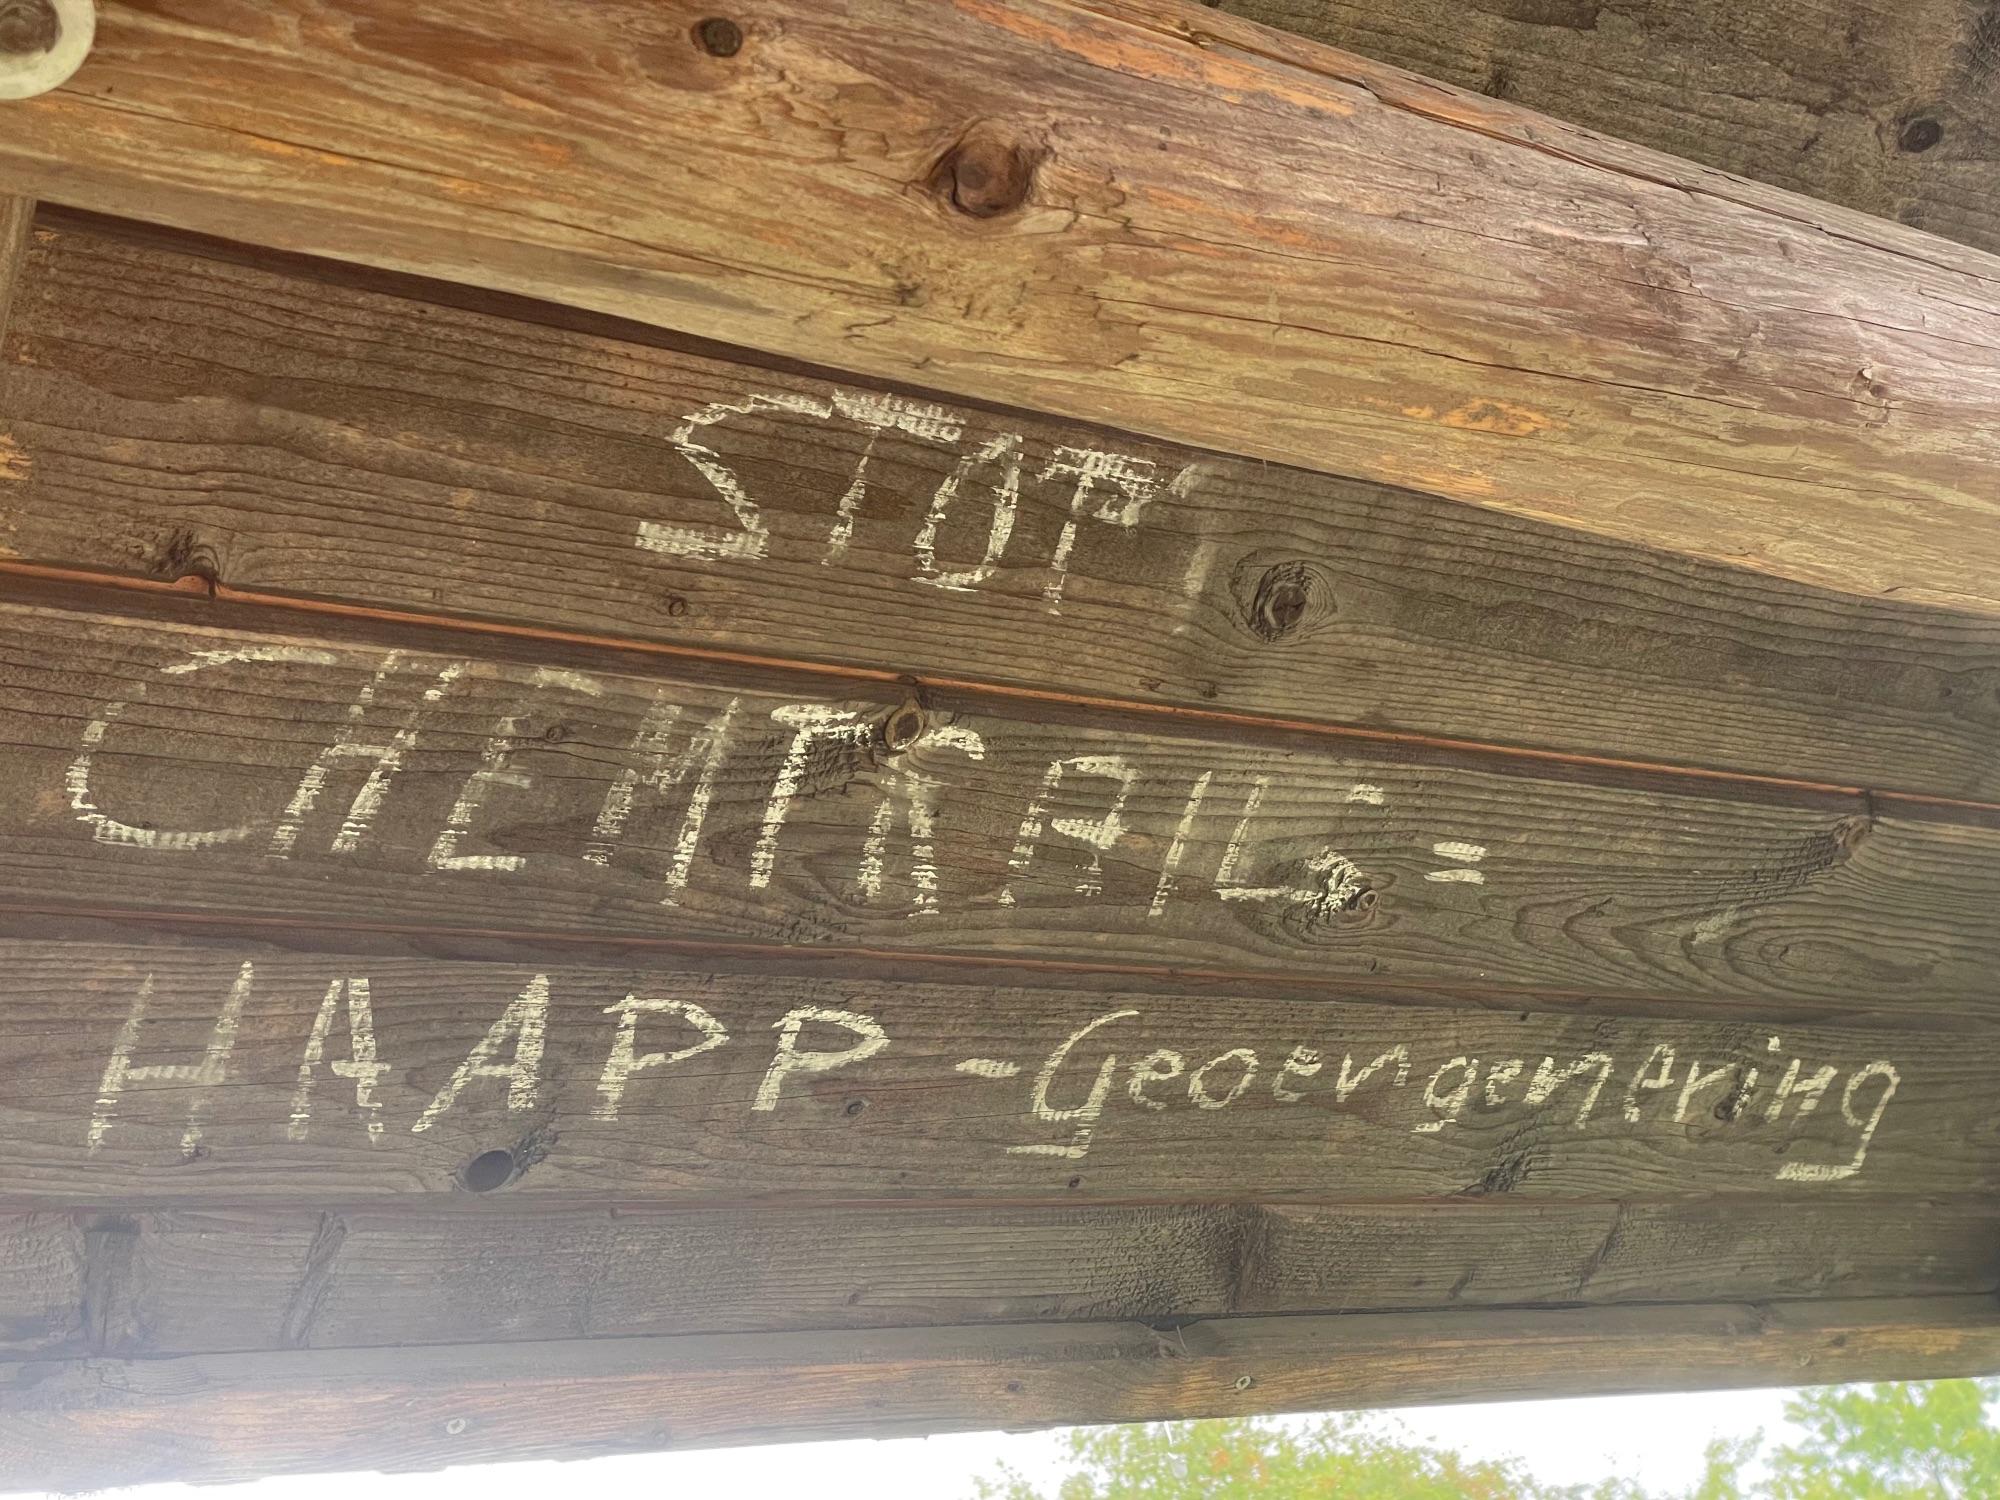 STOP!
CHEMTRAILS =
HAAPP - Geoengenering